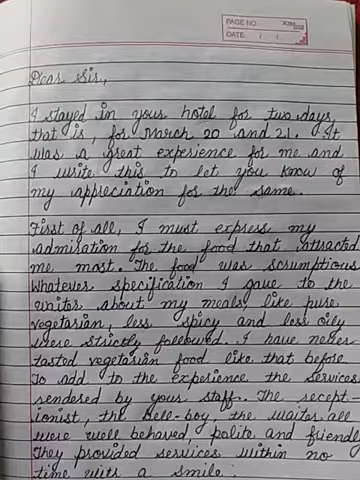 PAGE NO
DATE / /
Dear Sir,
I stayed in your hotel for two days,
that is, for March 20 and 21. It
was a great experience for me and
I write this to let you know of
my appreciation for the same.
First of all, I must express my
admiration for the food that attracted
me most. The food was scrumptious
Whatever specification I gave to the
waiter about my meals like pure
vegetarian, less spicy and less oily
were strictly followed. I have never
tasted vegetarian food like that before
To add to the experience the services
rendered by your staff. The recept-
ionist, the bell-boy, the waiter all
were well behaved, polite and friendly
They provided services within no
time with a smile.